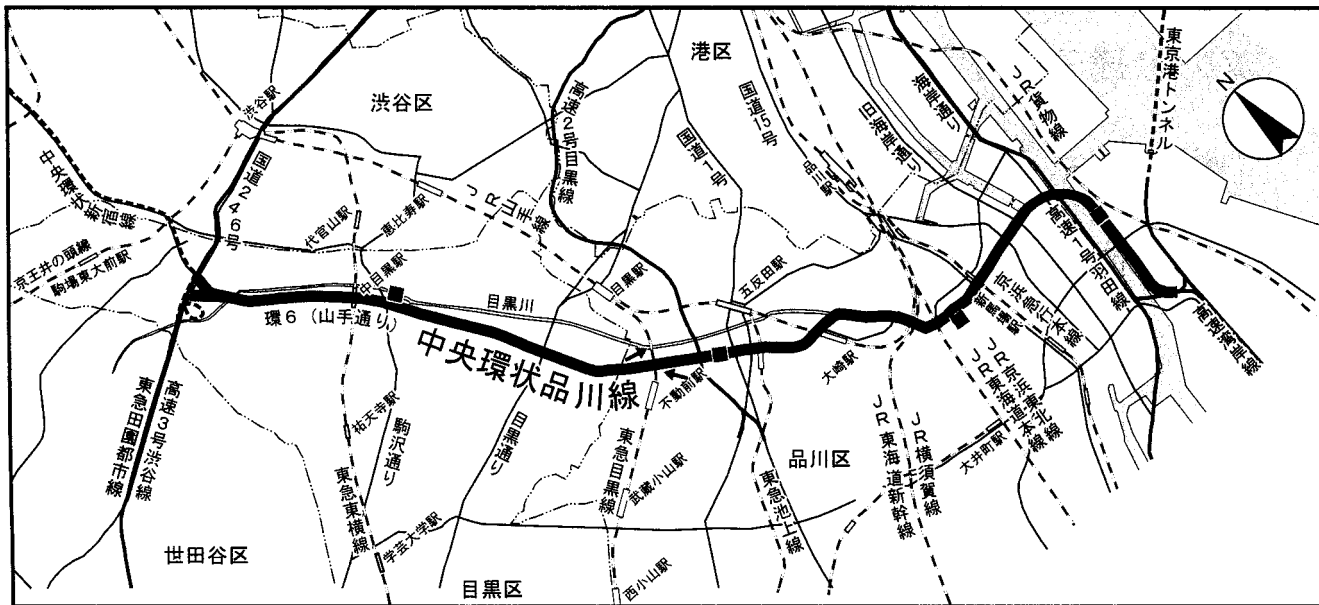 港区
渋谷区
世田谷区
目黒区
品川区
渋谷駅
国道246号
中央環状新宿線
京王井の頭線
駒場東大前駅
代官山駅
恵比寿駅
中目黒駅
JR山手線
高速2号目黒線
国道1号
国道15号
旧海岸通り
海岸通り
JR貨物線
東京港トンネル
N
品川駅
目黒駅
五反田駅
目黒川
環6(山手通り)
中央環状品川線
不動前駅
大崎駅
新馬場駅
京浜急行本線
高速1号羽田線
高速湾岸線
高速3号渋谷線
東急田園都市線
祐天寺駅
駒沢通り
東急東横線
学芸大学駅
目黒通り
東急目黒線
武蔵小山駅
西小山駅
東急池上線
JR東海道新幹線
JR横須賀線
JR京浜東北線
JR東海道本線
大井町駅